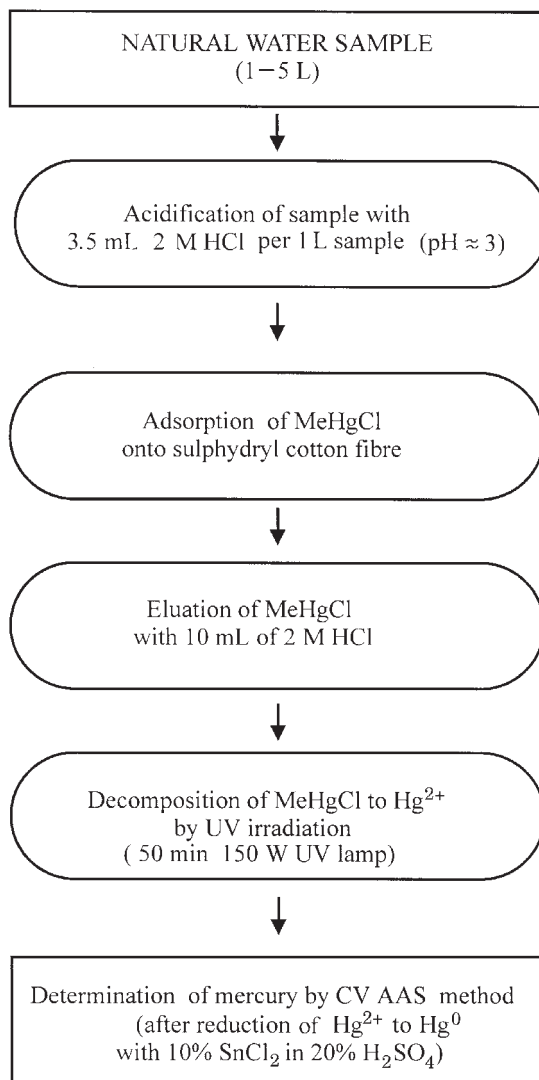 NATURAL WATER SAMPLE
(1−5 L)
Acidification of sample with
3.5 mL 2 M HCl per 1 L sample (pH ≈ 3)
Adsorption of MeHgCl
onto sulphydryl cotton fibre
Eluation of MeHgCl
with 10 mL of 2 M HCl
Decomposition of MeHgCl to Hg²⁺
by UV irradiation
( 50 min 150 W UV lamp)
Determination of mercury by CV AAS method
(after reduction of Hg²⁺ to Hg⁰
with 10% SnCl₂ in 20% H₂SO₄)